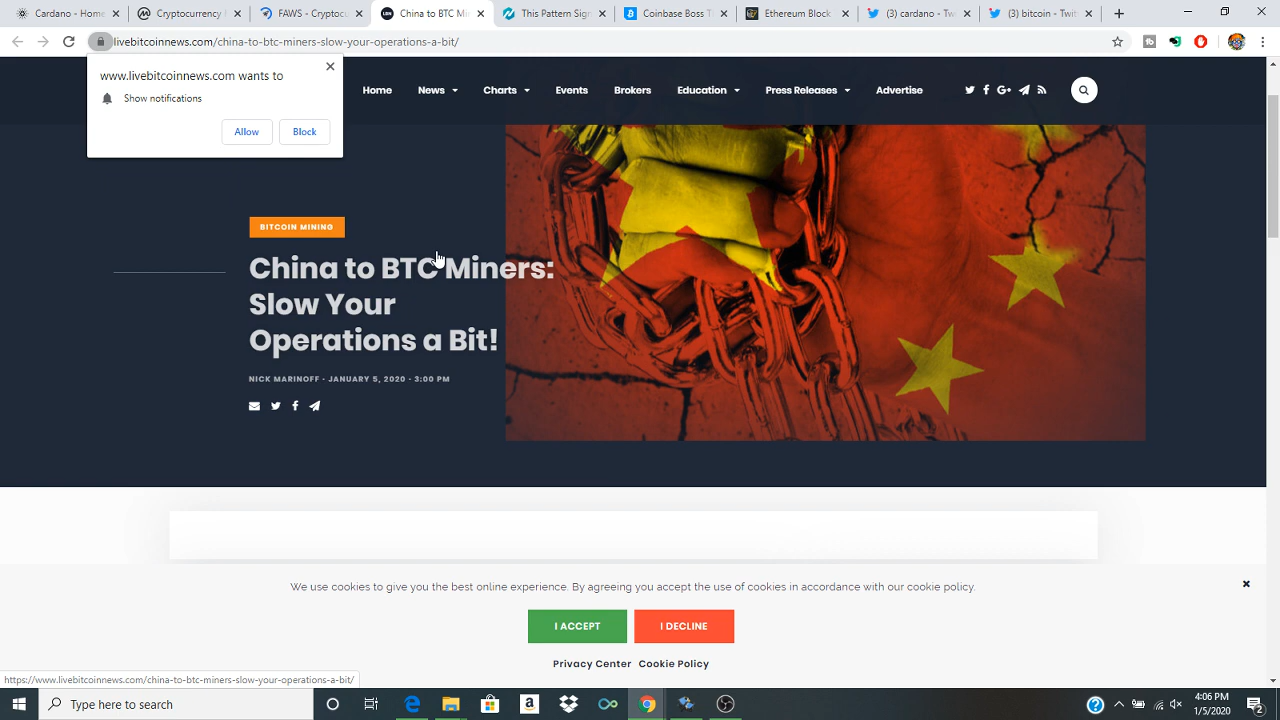 Cardano - Home
Cryptocurrency
FAWS - Cryptos
LBN
China to BTC Mi
This Pattern Sig
Coinbase Boss T
Ethereum Block
(3) cardano - Tw
(3) bitcoin - Twit
livebitcoinnews.com/china-to-btc-miners-slow-your-operations-a-bit/
www.livebitcoinnews.com wants to
Show notifications
Allow
Block
Home
News
Charts
Events
Brokers
Education
Press Releases
Advertise
BITCOIN MINING
China to BTC Miners:
Slow Your
Operations a Bit!
NICK MARINOFF - JANUARY 5, 2020 - 3:00 PM
We use cookies to give you the best online experience. By agreeing you accept the use of cookies in accordance with our cookie policy.
I ACCEPT
I DECLINE
Privacy Center
Cookie Policy
https://www.livebitcoinnews.com/china-to-btc-miners-slow-your-operations-a-bit/
Type here to search
4:06 PM
1/5/2020
2